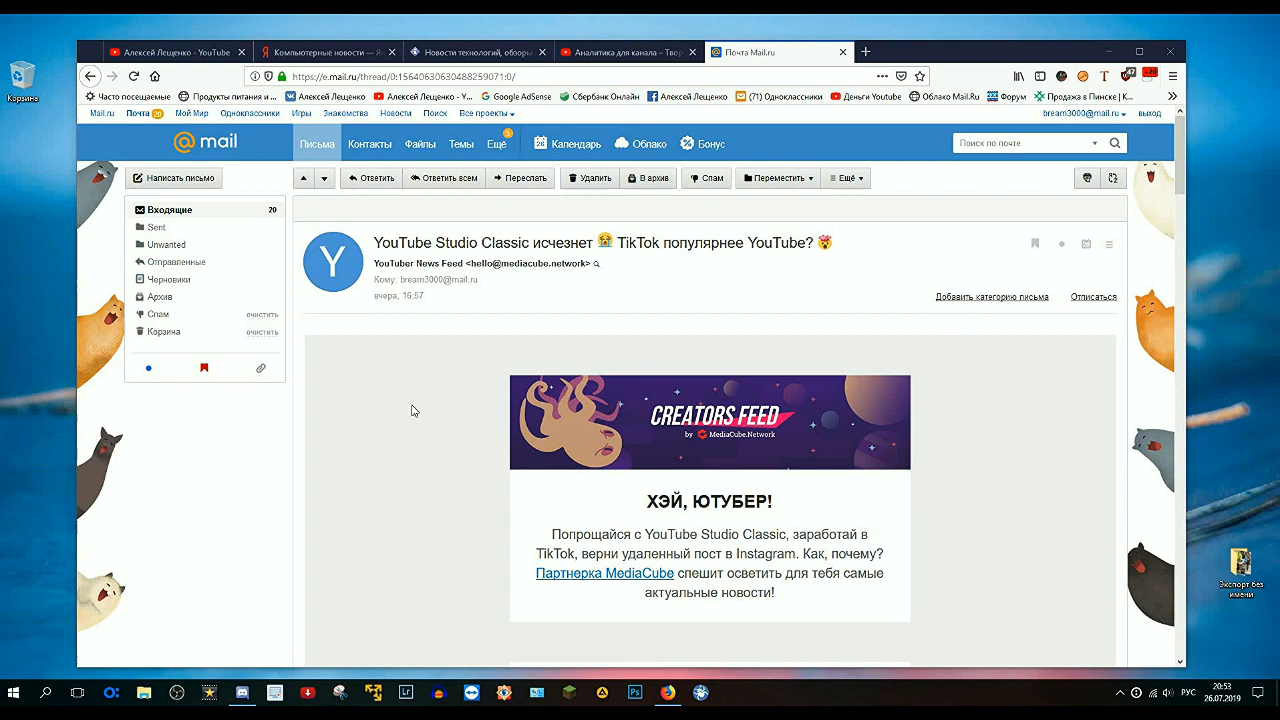 Корзина
Алексей Лещенко - YouTube
Компьютерные новости — Ян
Новости технологий, обзоры
Аналитика для канала – Твор
Почта Mail.ru
https://e.mail.ru/thread/0:15640630630488259071:0/
Часто посещаемые
Продукты питания и ...
Алексей Лещенко
Алексей Лещенко - Y...
Google AdSense
Сбербанк Онлайн
Алексей Лещенко
(71) Одноклассники
Деньги Youtube
Облако Mail.Ru
Форум
Продажа в Пинске | К...
Mail.ru Почта 20 Мой Мир Одноклассники Игры Знакомства Новости Поиск Все проекты
bream3000@mail.ru выход
@mail
Письма Контакты Файлы Темы Ещё 3 26 Календарь Облако Бонус
Поиск по почте
Написать письмо
Ответить Ответить всем Переслать Удалить В архив Спам Переместить Ещё
Входящие 20
Sent
Unwanted
Отправленные
Черновики
Архив
Спам очистить
Корзина очистить
Y
YouTube Studio Classic исчезнет 😭 TikTok популярнее YouTube? 🤯
YouTuber News Feed <hello@mediacube.network>
Кому: bream3000@mail.ru
вчера, 16:57
Добавить категорию письма Отписаться
CREATORS FEED
by MediaCube.Network
ХЭЙ, ЮТУБЕР!
Попрощайся с YouTube Studio Classic, заработай в
TikTok, верни удаленный пост в Instagram. Как, почему?
Партнерка MediaCube спешит осветить для тебя самые
актуальные новости!
Экспорт без
имени
РУС
20:53
26.07.2019